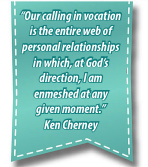 “Our calling in vocation
is the entire web of
personal relationships
in which, at God’s
direction, I am
enmeshed at any
given moment.”
Ken Cherney